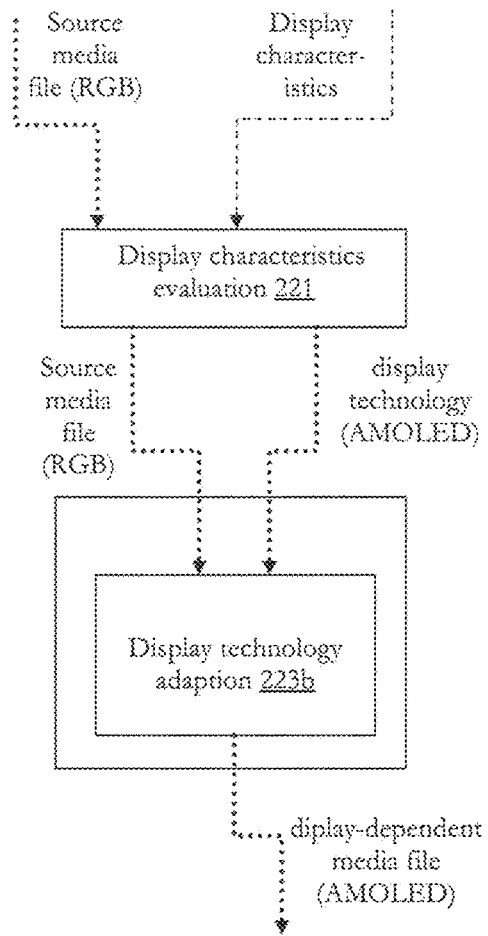 Source
media
file (RGB)
Display
character-
istics
Display characteristics
evaluation 221
Source
media
file
(RGB)
display
technology
(AMOLED)
Display technology
adaption 223b
diplay-dependent
media file
(AMOLED)